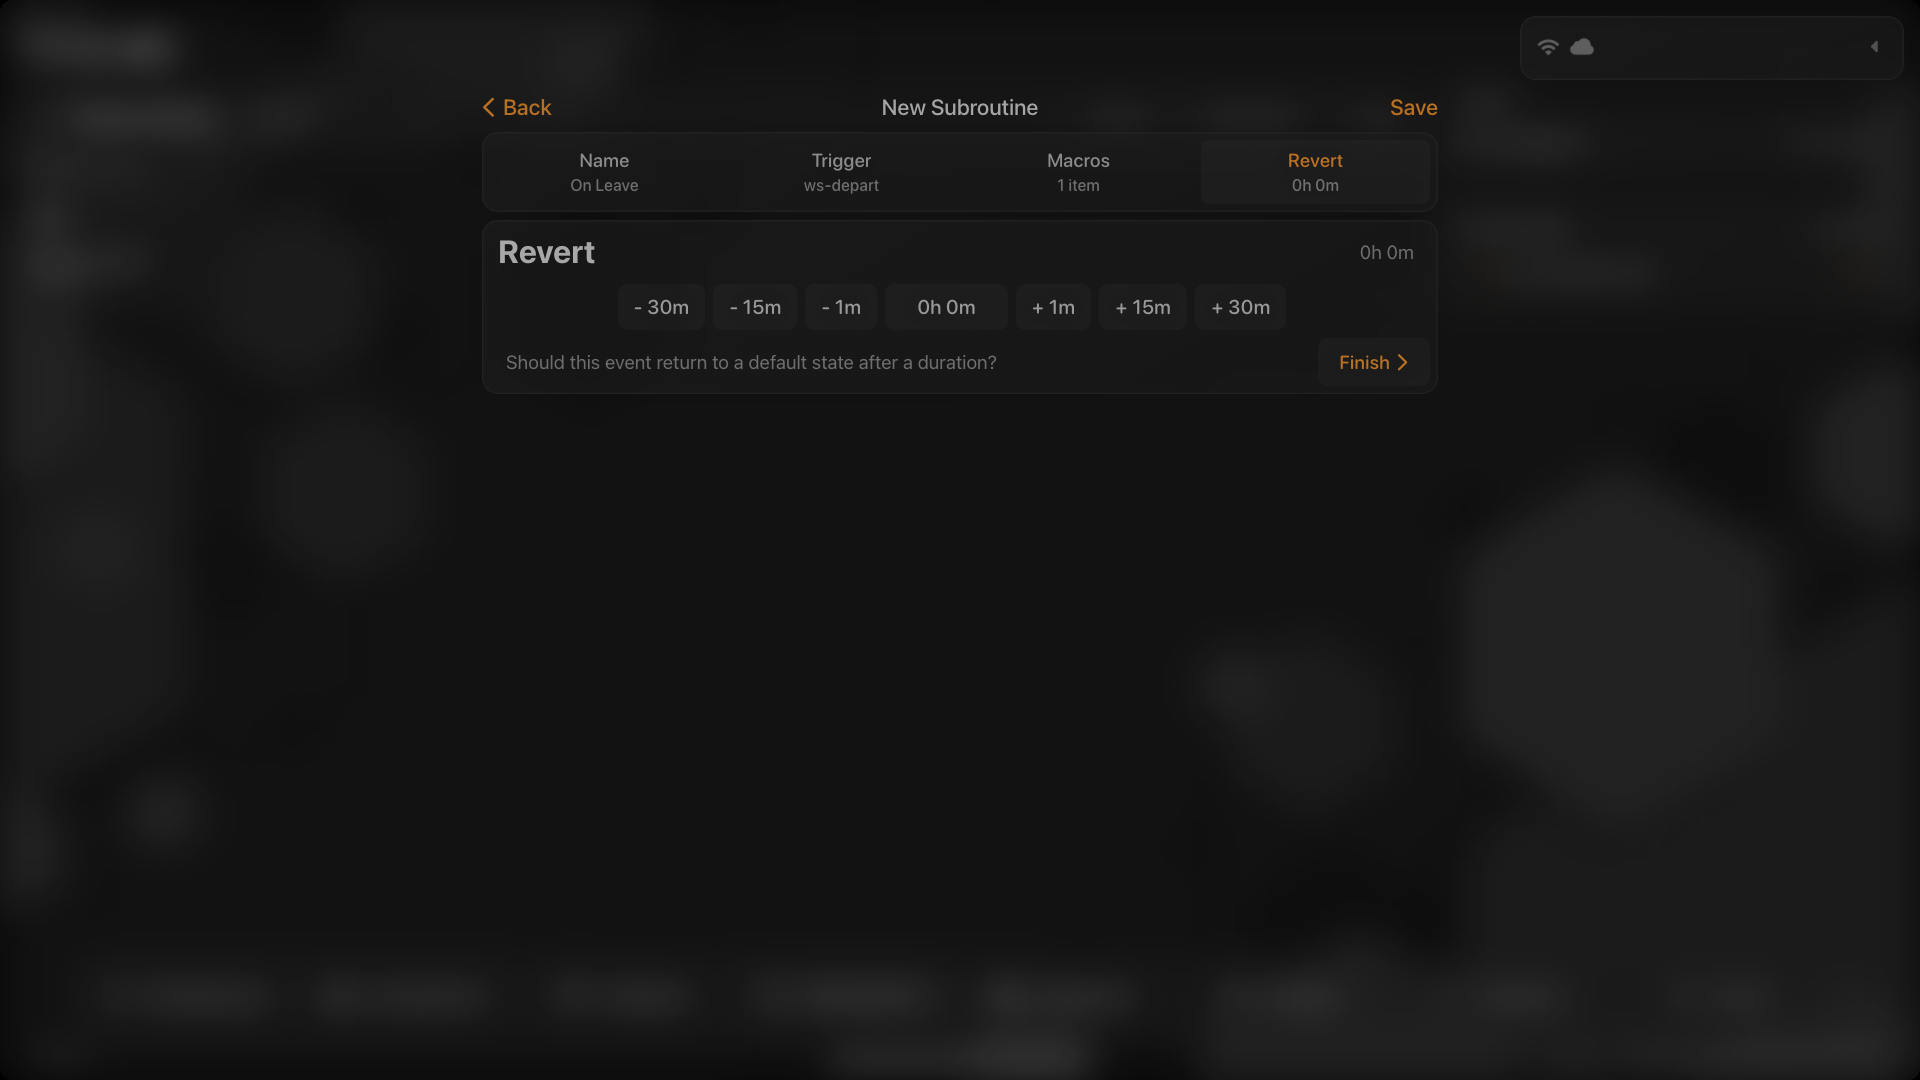 Back
New Subroutine
Save
Name
On Leave
Trigger
ws-depart
Macros
1 item
Revert
0h 0m
Revert
0h 0m
- 30m
- 15m
- 1m
0h 0m
+ 1m
+ 15m
+ 30m
Should this event return to a default state after a duration?
Finish